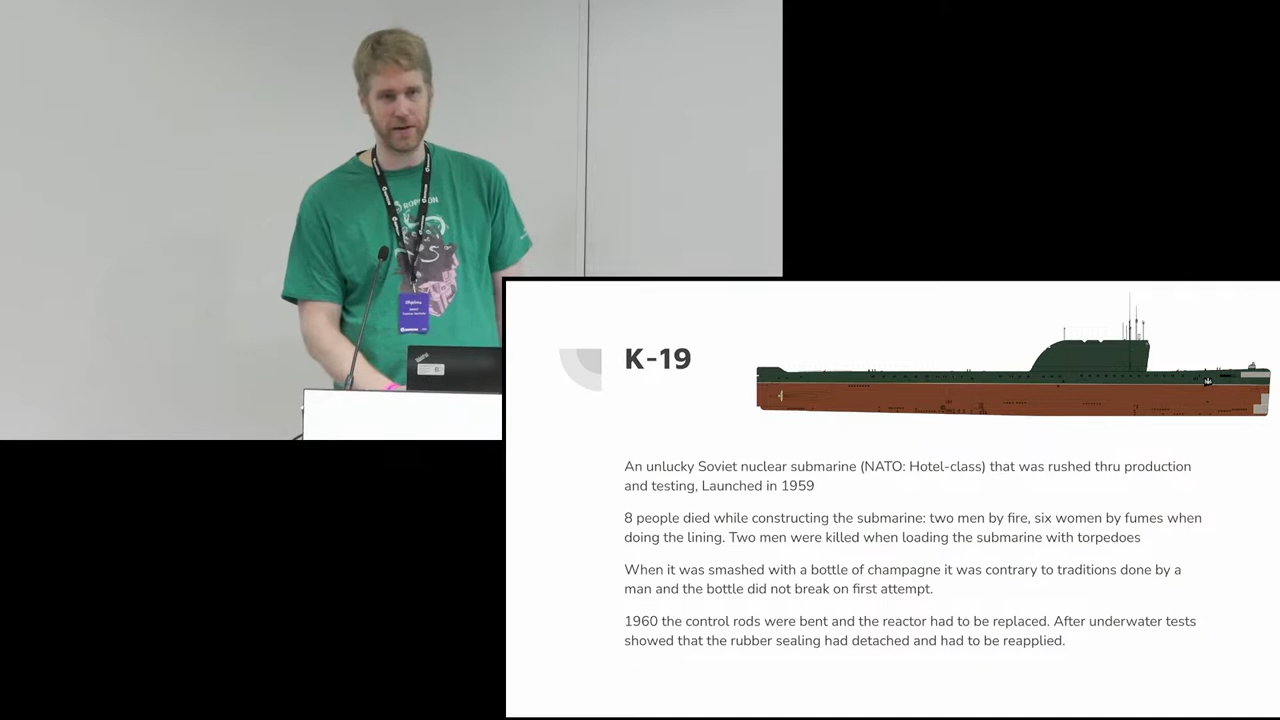 K-19
An unlucky Soviet nuclear submarine (NATO: Hotel-class) that was rushed thru production
and testing, Launched in 1959
8 people died while constructing the submarine: two men by fire, six women by fumes when
doing the lining. Two men were killed when loading the submarine with torpedoes
When it was smashed with a bottle of champagne it was contrary to traditions done by a
man and the bottle did not break on first attempt.
1960 the control rods were bent and the reactor had to be replaced. After underwater tests
showed that the rubber sealing had detached and had to be reapplied.